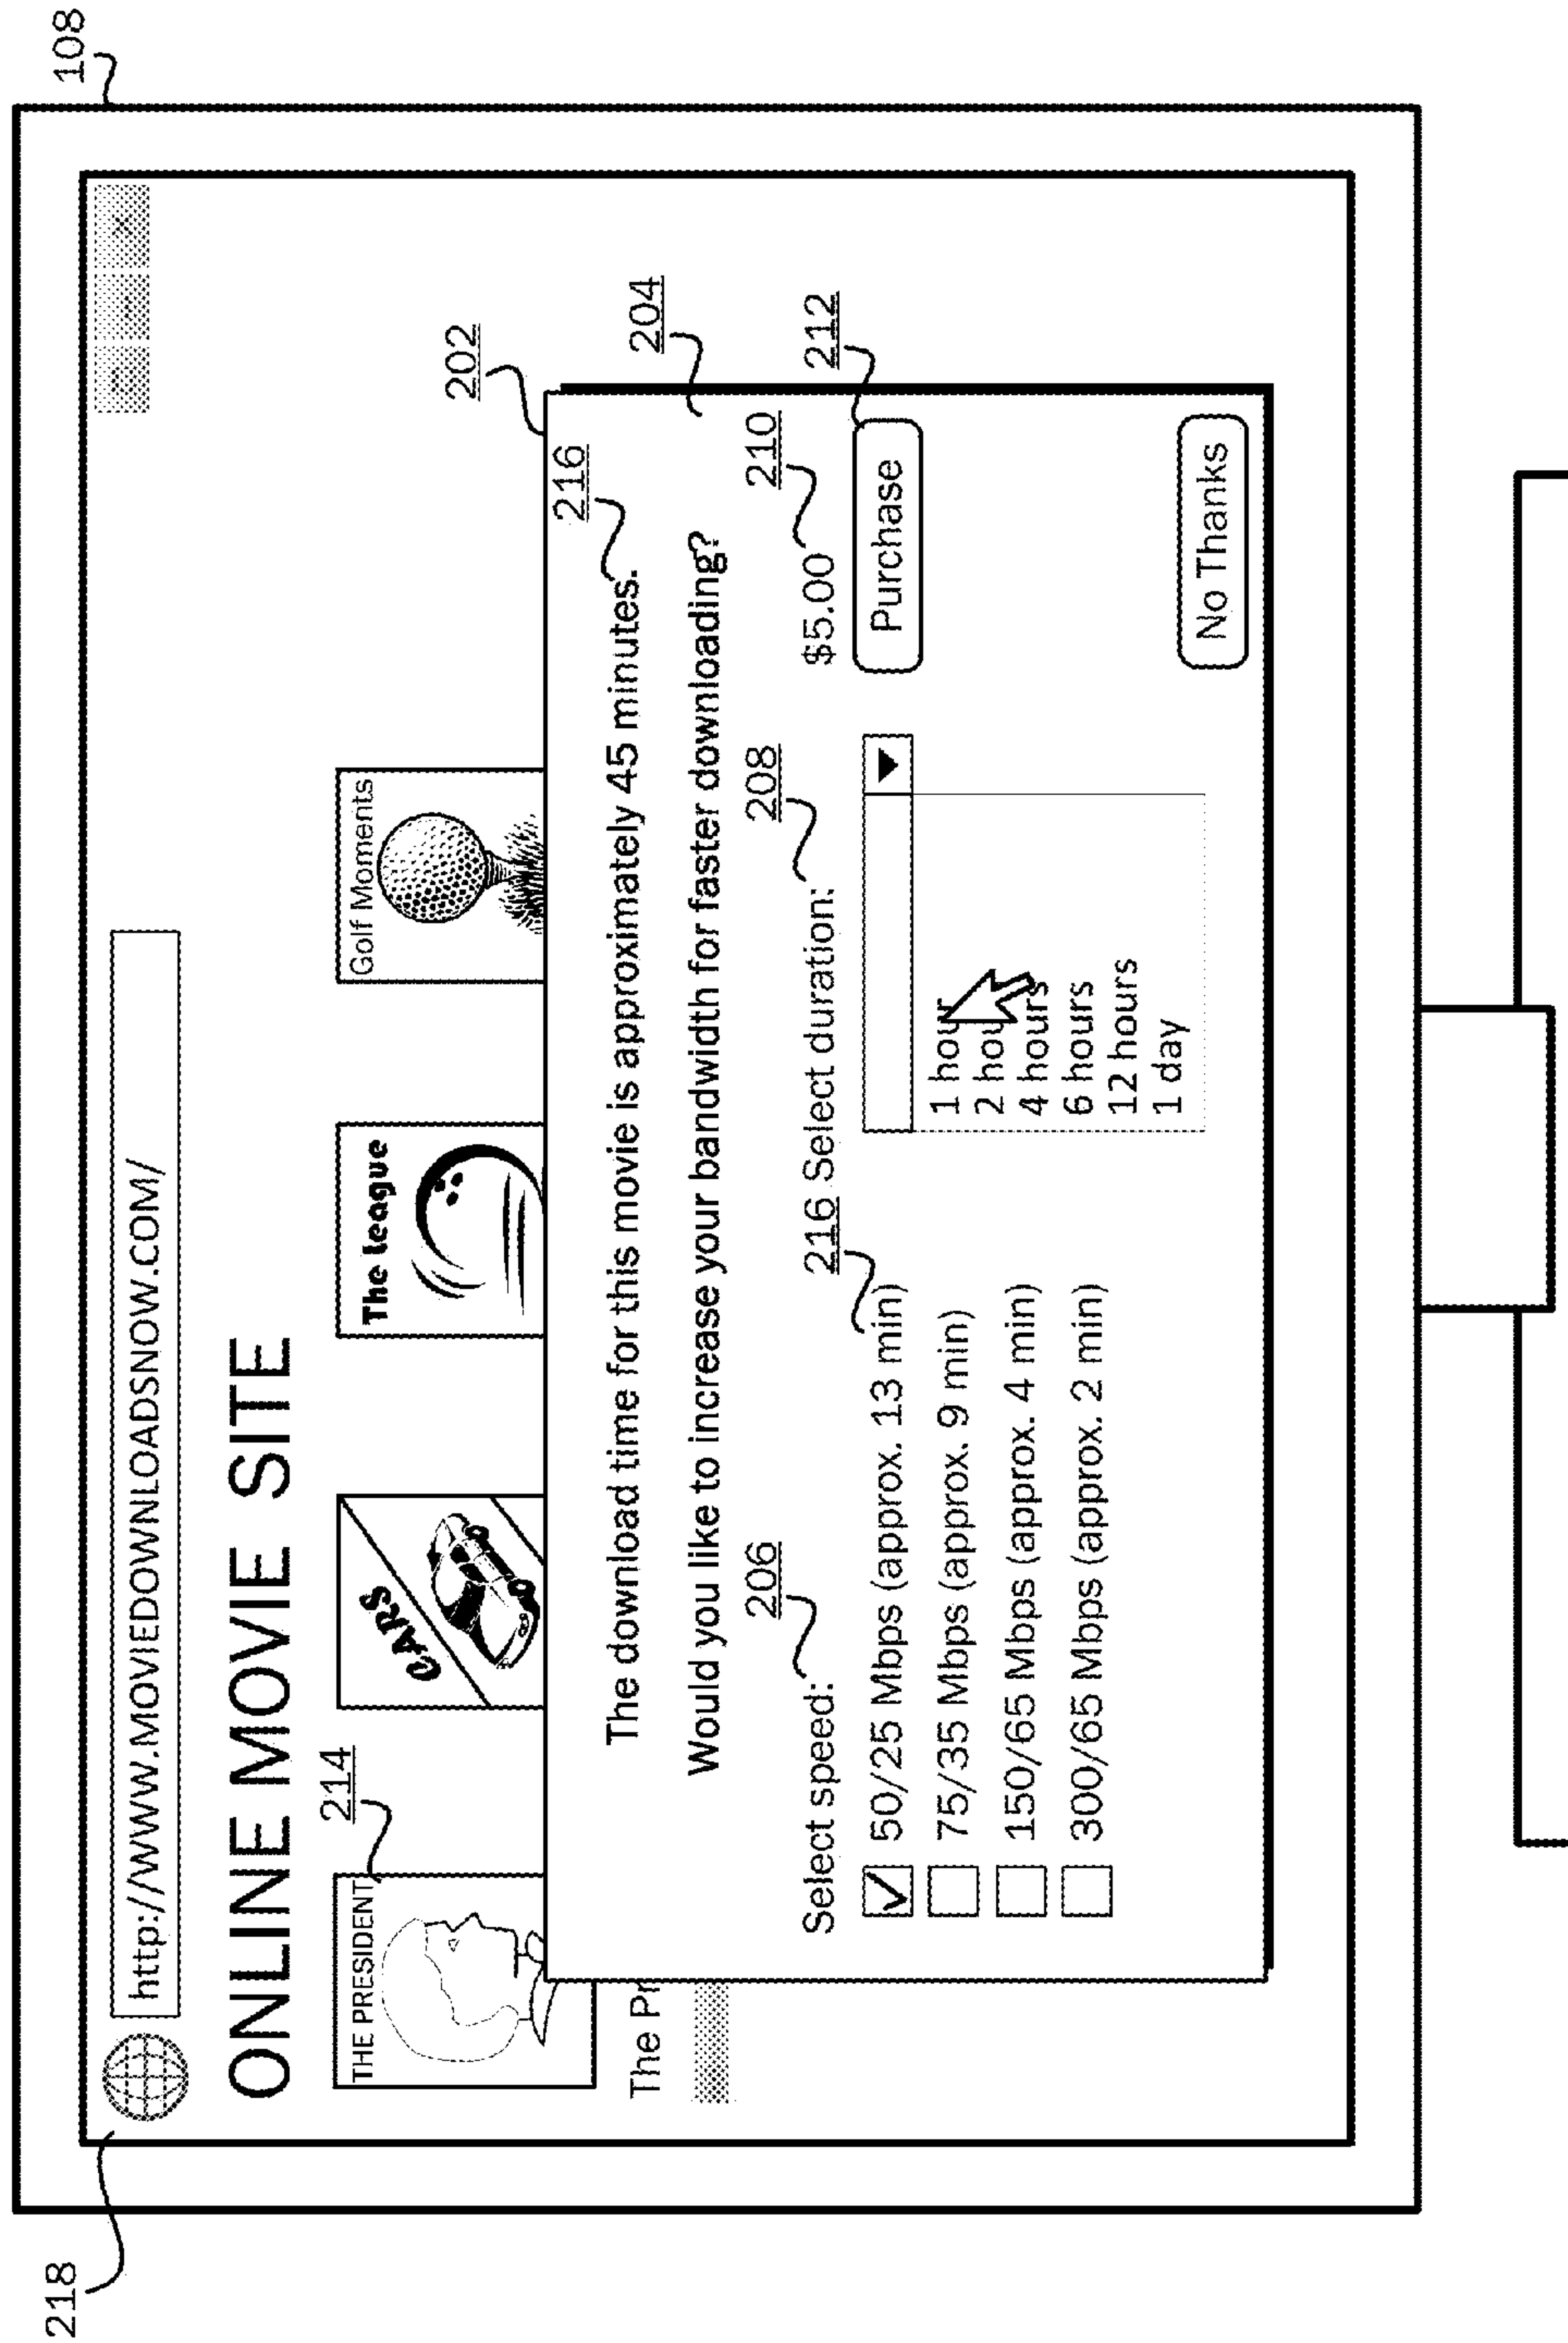 108
218
http://WWW.MOVIEDOWNLOADSNOW.COM/
ONLINE MOVIE SITE
214
THE PRESIDENT
CARS
The league
Golf Moments
202
The Pr
216
The download time for this movie is approximately 45 minutes.
204
Would you like to increase your bandwidth for faster downloading?
206
208
210
212
Select speed:
216 Select duration:
$5.00
50/25 Mbps (approx. 13 min)
Purchase
75/35 Mbps (approx. 9 min)
1 hour
2 hou
150/65 Mbps (approx. 4 min)
4 hours
300/65 Mbps (approx. 2 min)
6 hours
12 hours
1 day
No Thanks